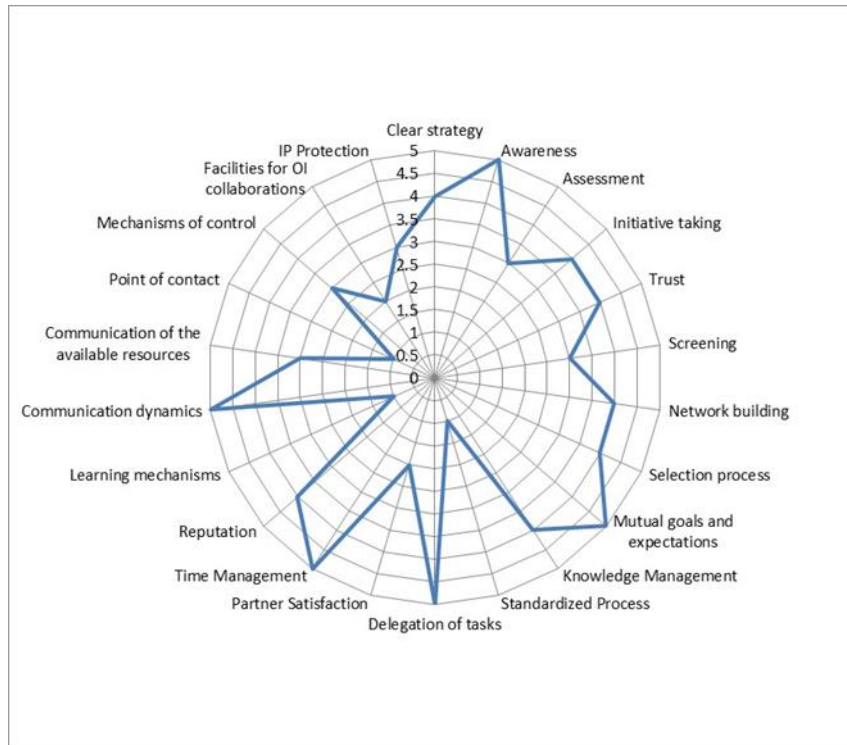 Clear strategy
IP Protection
Awareness
Facilities for OI
collaborations
Assessment
Mechanisms of control
Initiative taking
Point of contact
Trust
Communication of the
available resources
Screening
Communication dynamics
Network building
Learning mechanisms
Selection process
Reputation
Mutual goals and
expectations
Time Management
Knowledge Management
Partner Satisfaction
Standardized Process
Delegation of tasks
5
4.5
4
3.5
3
2.5
2
1.5
1
0.5
0